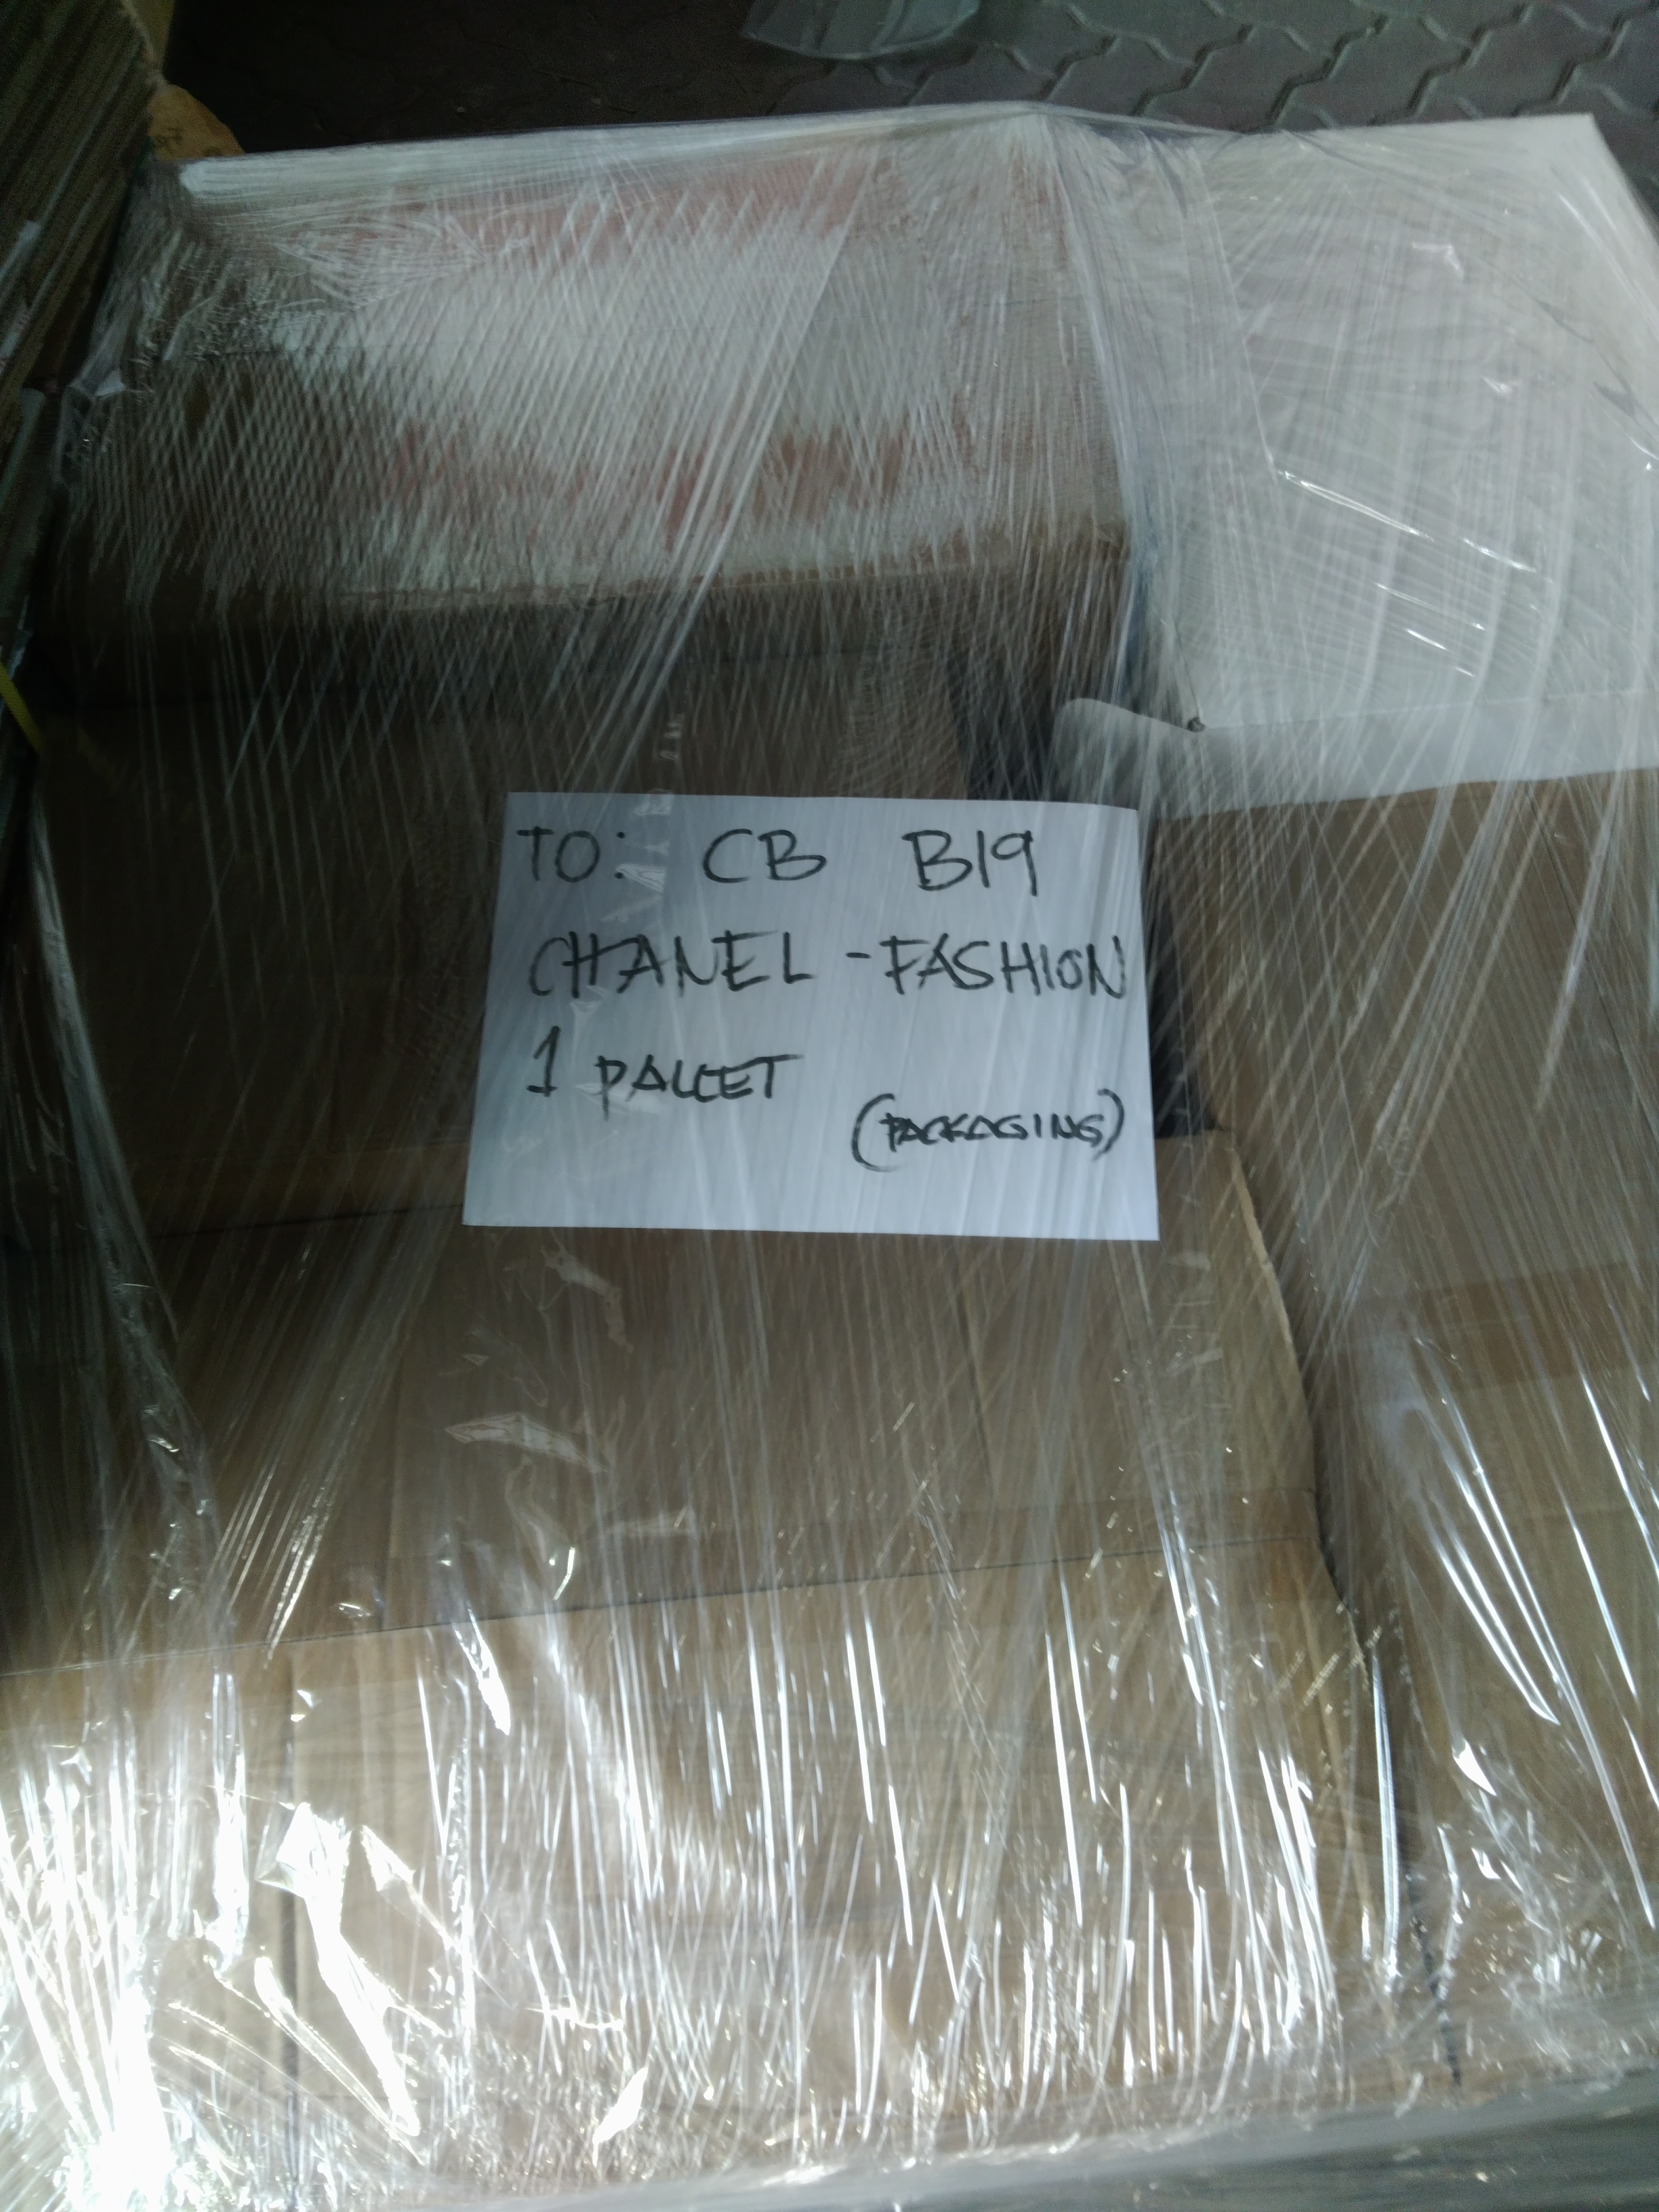 TO: CB B19
CHANEL - FASHION
1 PALLET
(PACKAGING)